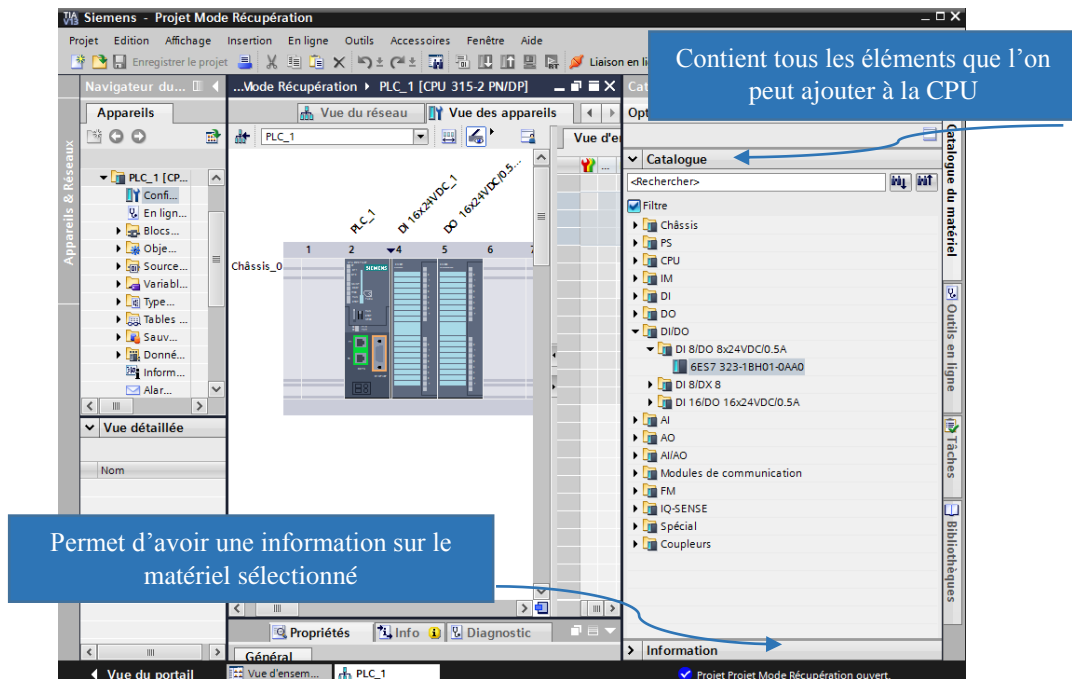 Siemens - Projet Mode Récupération
Projet Edition Affichage Insertion En ligne Outils Accessoires Fenêtre Aide
Enregistrer le projet
Liaison en li
Contient tous les éléments que l’on
peut ajouter à la CPU
Navigateur du...
...Mode Récupération PLC_1 [CPU 315-2 PN/DP]
Cat
Appareils
Vue du réseau
Vue des appareils
Opt
PLC_1
Vue d'e
Appareils & Réseaux
PLC_1 [CP...
Confi...
En lign...
Blocs...
Obje...
Source...
Variabl...
Type...
Tables ...
Sauv...
Donné...
Inform...
Alar...
PLC_1
DI 16x24VDC_1
DO 16x24VDC/0.5...
1 2 4 5 6 7
Châssis_0
SIEMENS
Vue détaillée
Nom
Catalogue
<Rechercher>
Filtre
Châssis
PS
CPU
IM
DI
DO
DI/DO
DI 8/DO 8x24VDC/0.5A
6ES7 323-1BH01-0AA0
DI 8/DX 8
DI 16/DO 16x24VDC/0.5A
AI
AO
AI/AO
Modules de communication
FM
IQ-SENSE
Spécial
Coupleurs
Catalogue du matériel
Outils en ligne
Tâches
Bibliothèques
Permet d’avoir une information sur le
matériel sélectionné
Propriétés
Info
Diagnostic
Général
Information
Vue du portail
Vue d'ensem...
PLC_1
Projet Projet Mode Récupération ouvert.